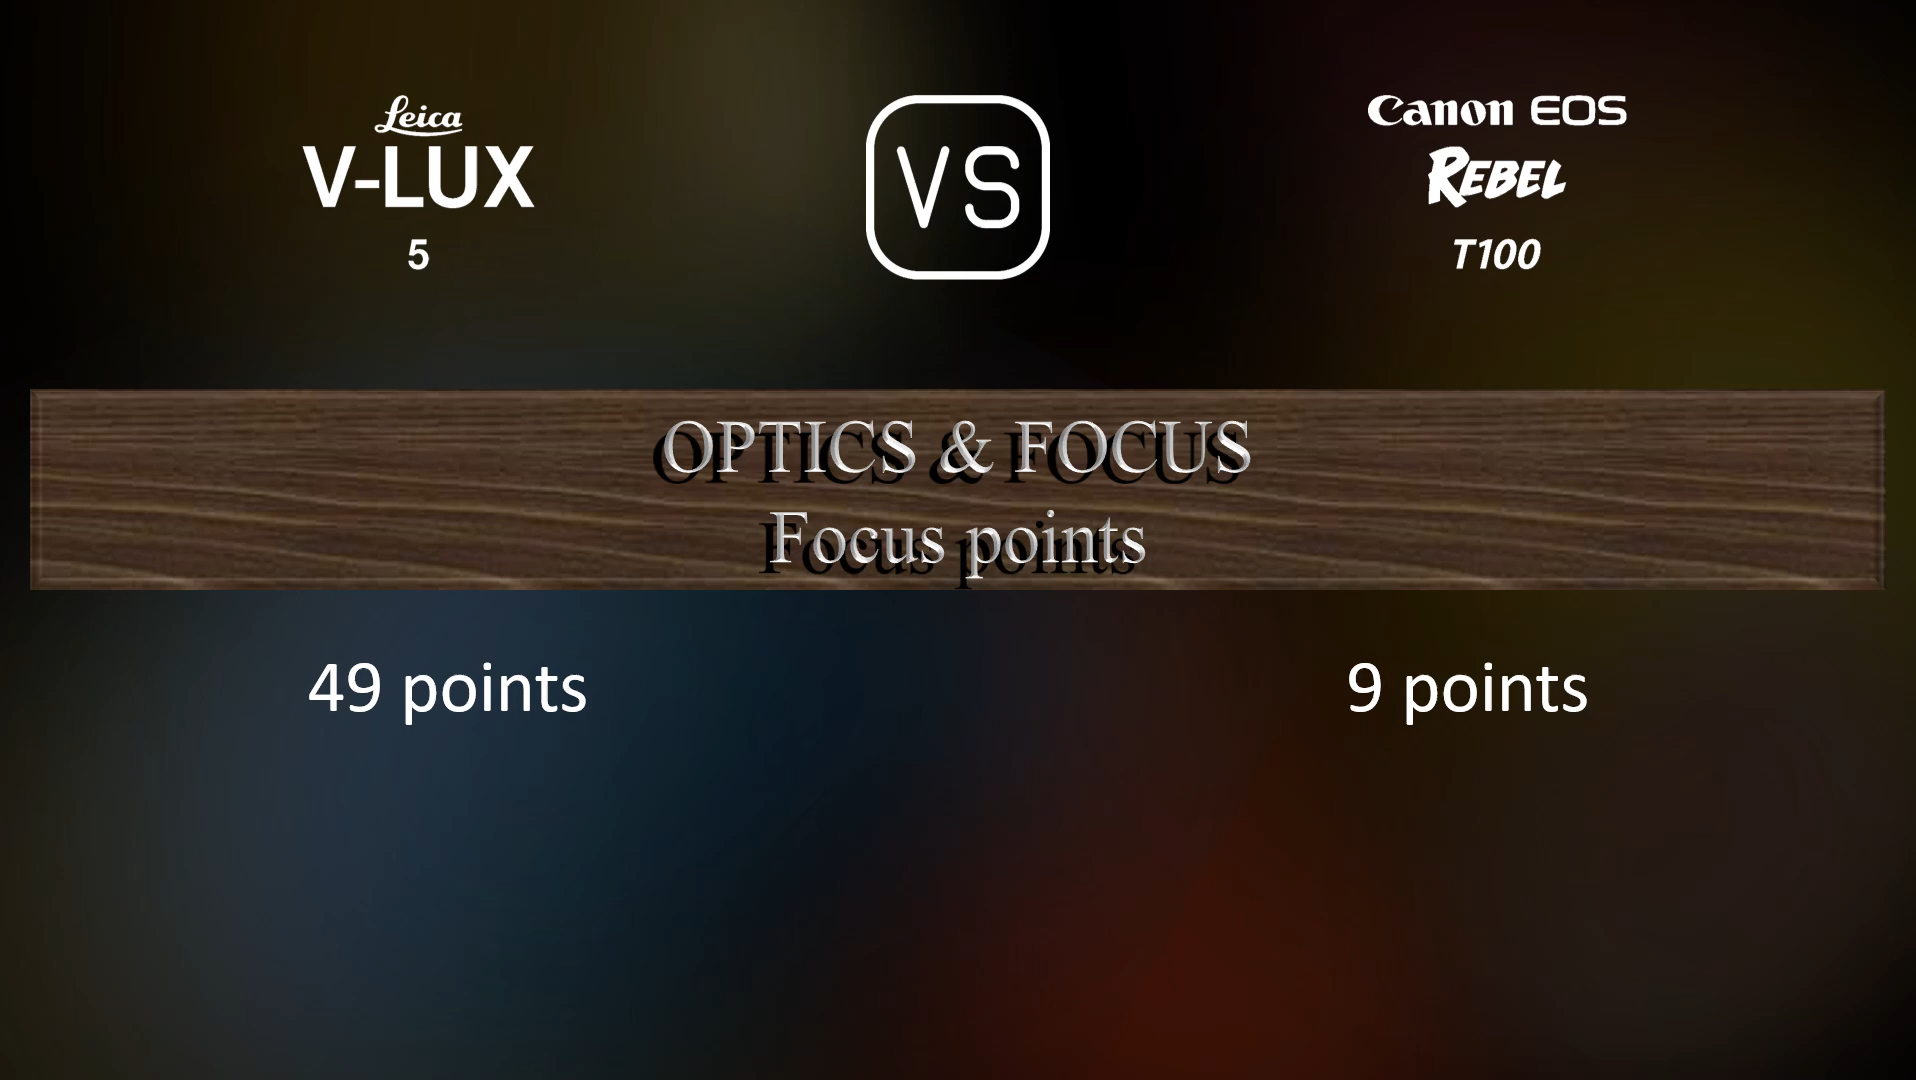 Leica
V-LUX
5
VS
Canon EOS
REBEL
T100
OPTICS & FOCUS
Focus points
49 points
9 points